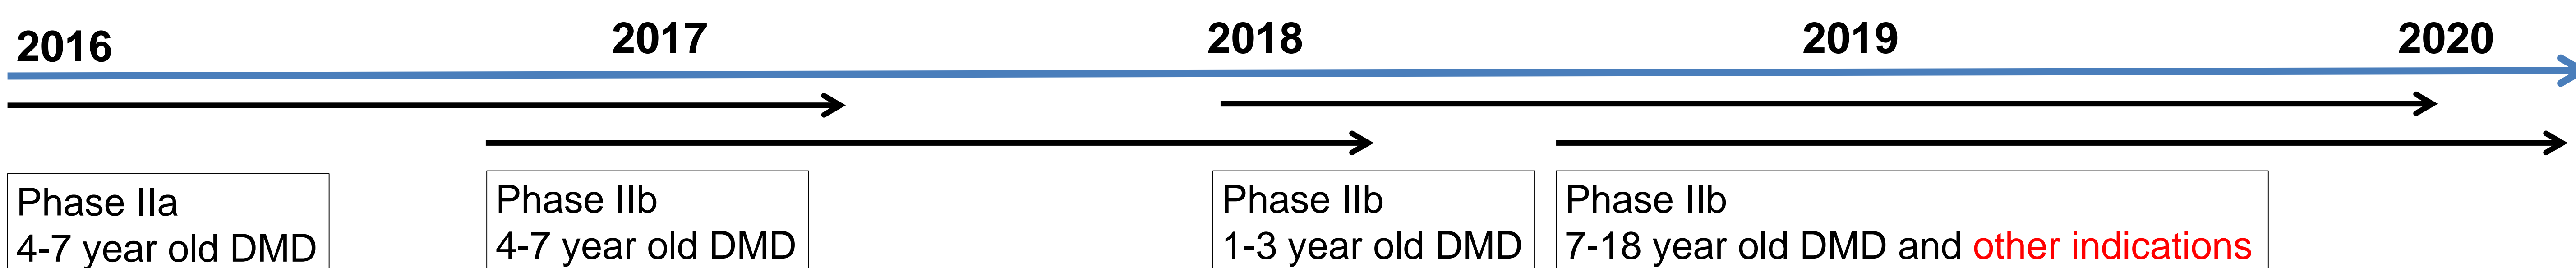 2016
2017
2018
2019
2020
Phase IIa
4-7 year old DMD
Phase IIb
4-7 year old DMD
Phase IIb
1-3 year old DMD
Phase IIb
7-18 year old DMD and other indications